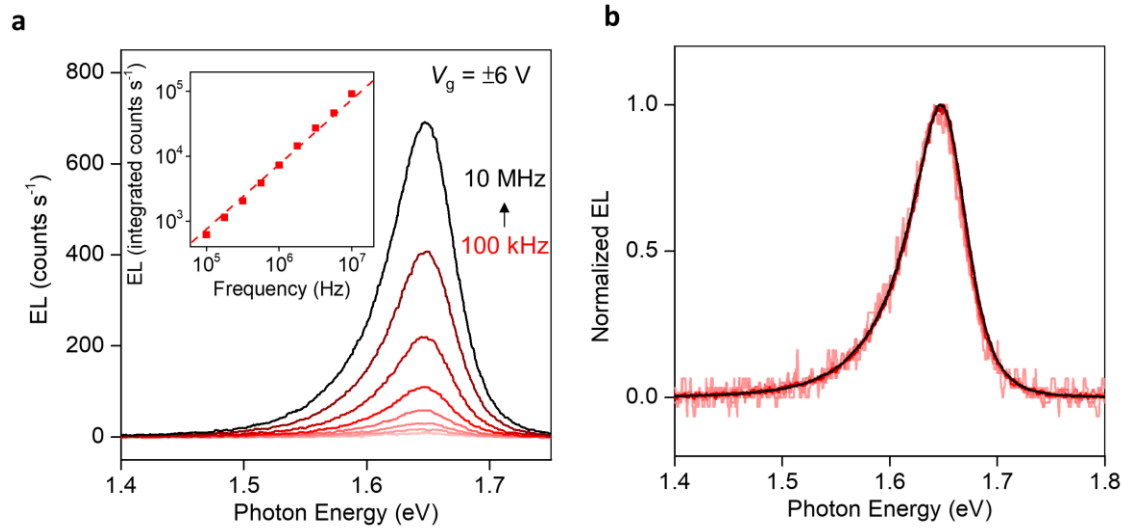 a
EL (counts s⁻¹)
800
600
400
200
0
1.4
1.5
1.6
1.7
Photon Energy (eV)
Vg = ±6 V
10 MHz
100 kHz
EL (integrated counts s⁻¹)
10⁵
10⁴
10³
10⁵
10⁶
10⁷
Frequency (Hz)
b
Normalized EL
1.0
0.5
0.0
1.4
1.5
1.6
1.7
1.8
Photon Energy (eV)